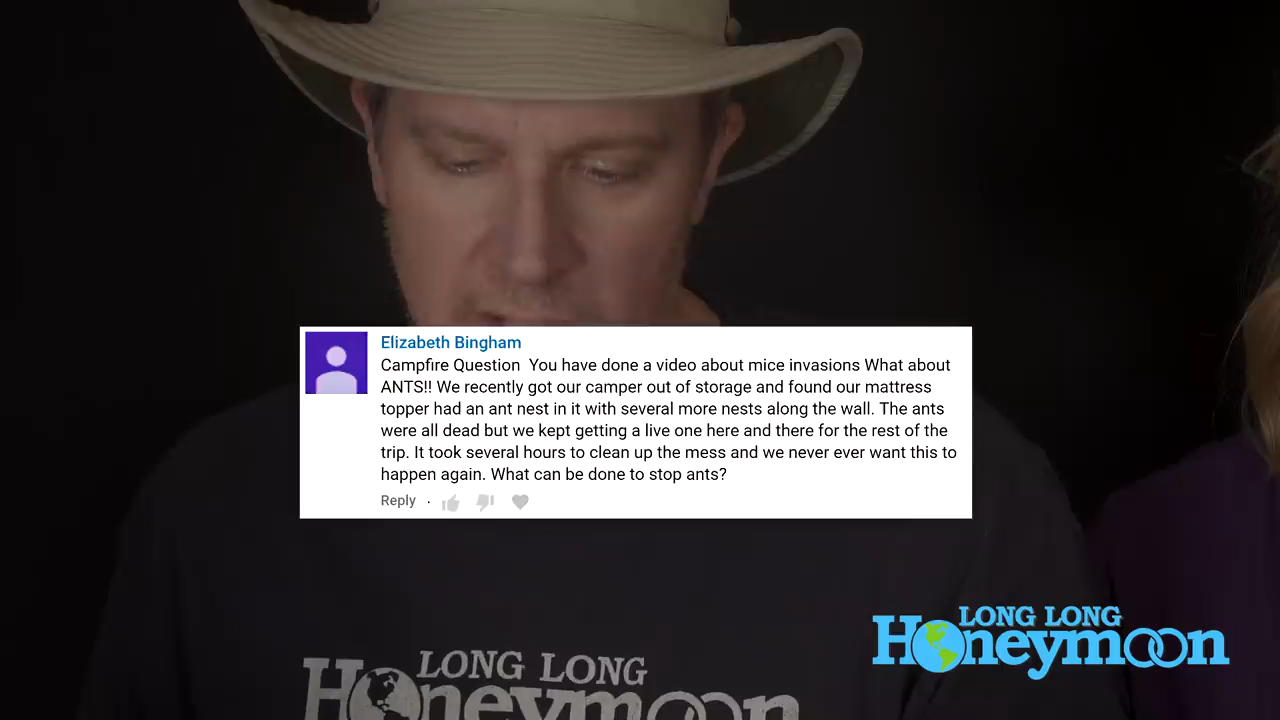 Elizabeth Bingham
Campfire Question  You have done a video about mice invasions What about
ANTS!! We recently got our camper out of storage and found our mattress
topper had an ant nest in it with several more nests along the wall. The ants
were all dead but we kept getting a live one here and there for the rest of the
trip. It took several hours to clean up the mess and we never ever want this to
happen again. What can be done to stop ants?
Reply ·
LONG LONG
Honeymoon
LONG LONG
Honeymoon